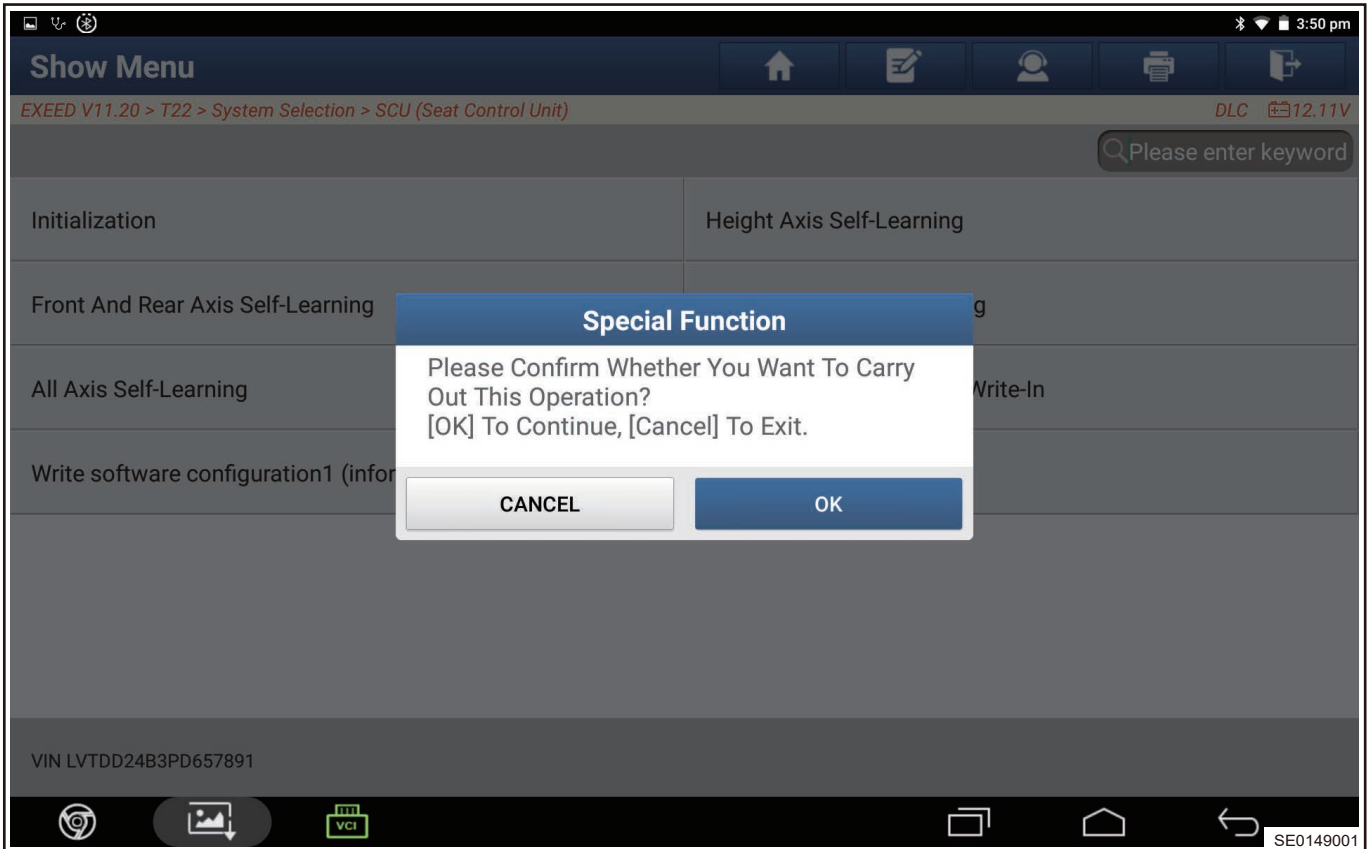 3:50 pm
Show Menu
EXEED V11.20 > T22 > System Selection > SCU (Seat Control Unit)
DLC 12.11V
Please enter keyword
Initialization
Height Axis Self-Learning
Front And Rear Axis Self-Learning
g
All Axis Self-Learning
Write-In
Write software configuration1 (infor
Special Function
Please Confirm Whether You Want To Carry
Out This Operation?
[OK] To Continue, [Cancel] To Exit.
CANCEL
OK
VIN LVTDD24B3PD657891
VCI
SE0149001